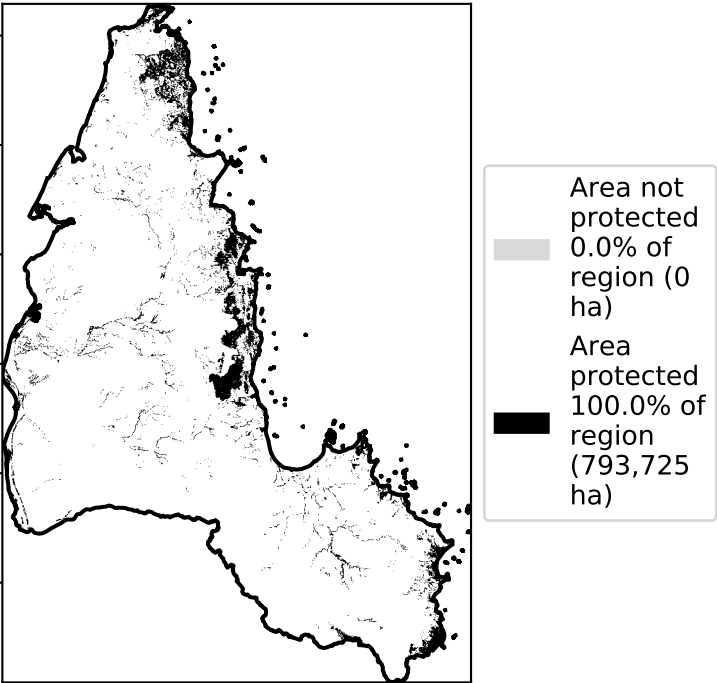 Area not
protected
0.0% of
region (0
ha)
Area
protected
100.0% of
region
(793,725
ha)